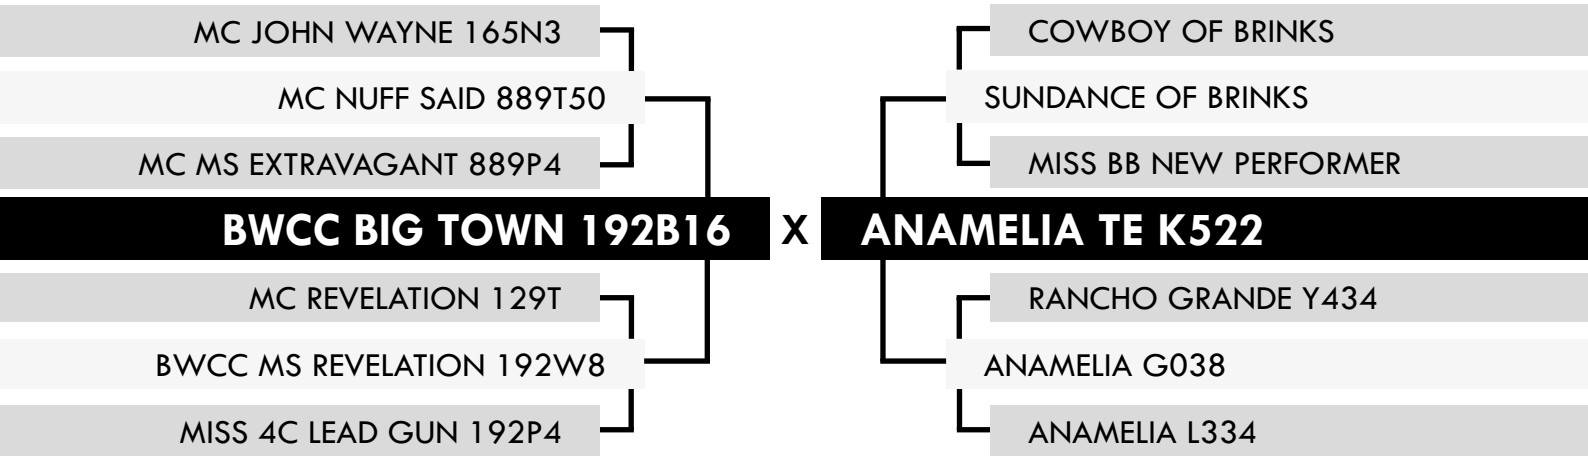 MC JOHN WAYNE 165N3
COWBOY OF BRINKS
MC NUFF SAID 889T50
SUNDANCE OF BRINKS
MC MS EXTRAVAGANT 889P4
MISS BB NEW PERFORMER
BWCC BIG TOWN 192B16 X ANAMELIA TE K522
MC REVELATION 129T
RANCHO GRANDE Y434
BWCC MS REVELATION 192W8
ANAMELIA G038
MISS 4C LEAD GUN 192P4
ANAMELIA L334